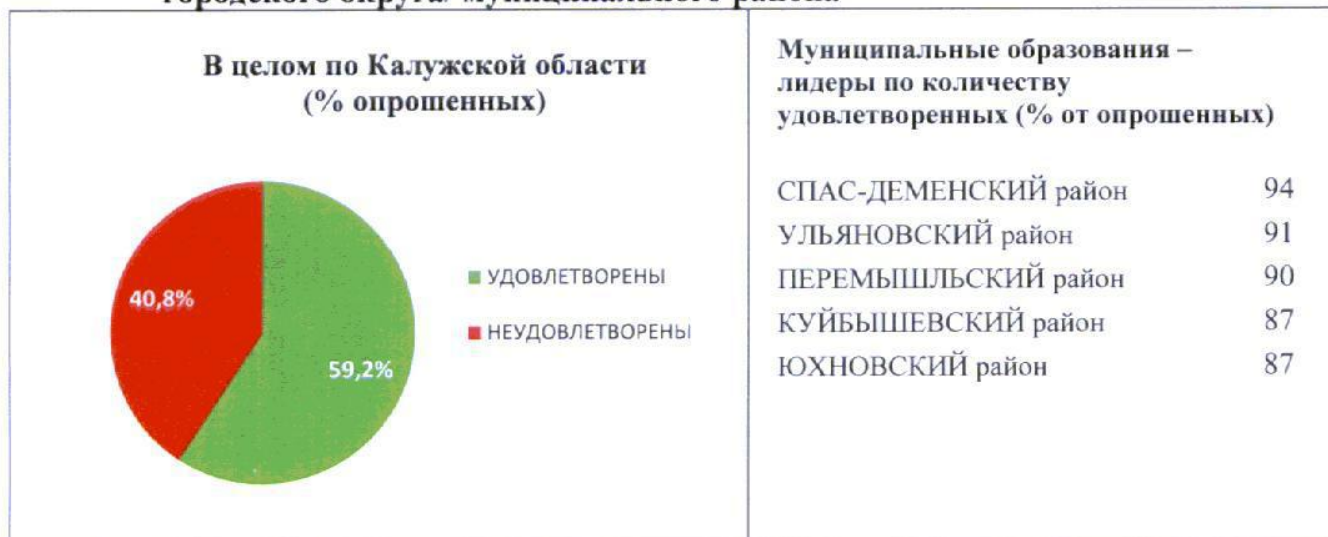 В целом по Калужской области
(% опрошенных)
40,8%
59,2%
УДОВЛЕТВОРЕНЫ
НЕУДОВЛЕТВОРЕНЫ
Муниципальные образования –
лидеры по количеству
удовлетворенных (% от опрошенных)
СПАС-ДЕМЕНСКИЙ район 94
УЛЬЯНОВСКИЙ район 91
ПЕРЕМЫШЛЬСКИЙ район 90
КУЙБЫШЕВСКИЙ район 87
ЮХНОВСКИЙ район 87